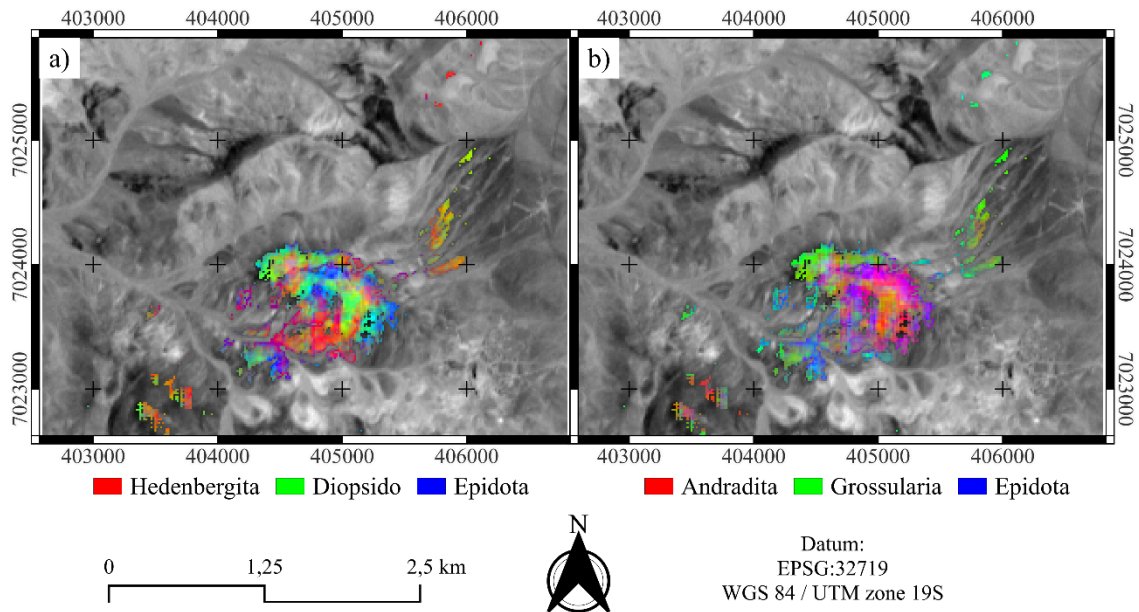 403000 404000 405000 406000 403000 404000 405000 406000
a) b)
7025000 7025000
7024000 7024000
7023000 7023000
403000 404000 405000 406000 403000 404000 405000 406000
Hedenbergita Diopsido Epidota Andradita Grossularia Epidota
N
0 1,25 2,5 km
Datum:
EPSG:32719
WGS 84 / UTM zone 19S